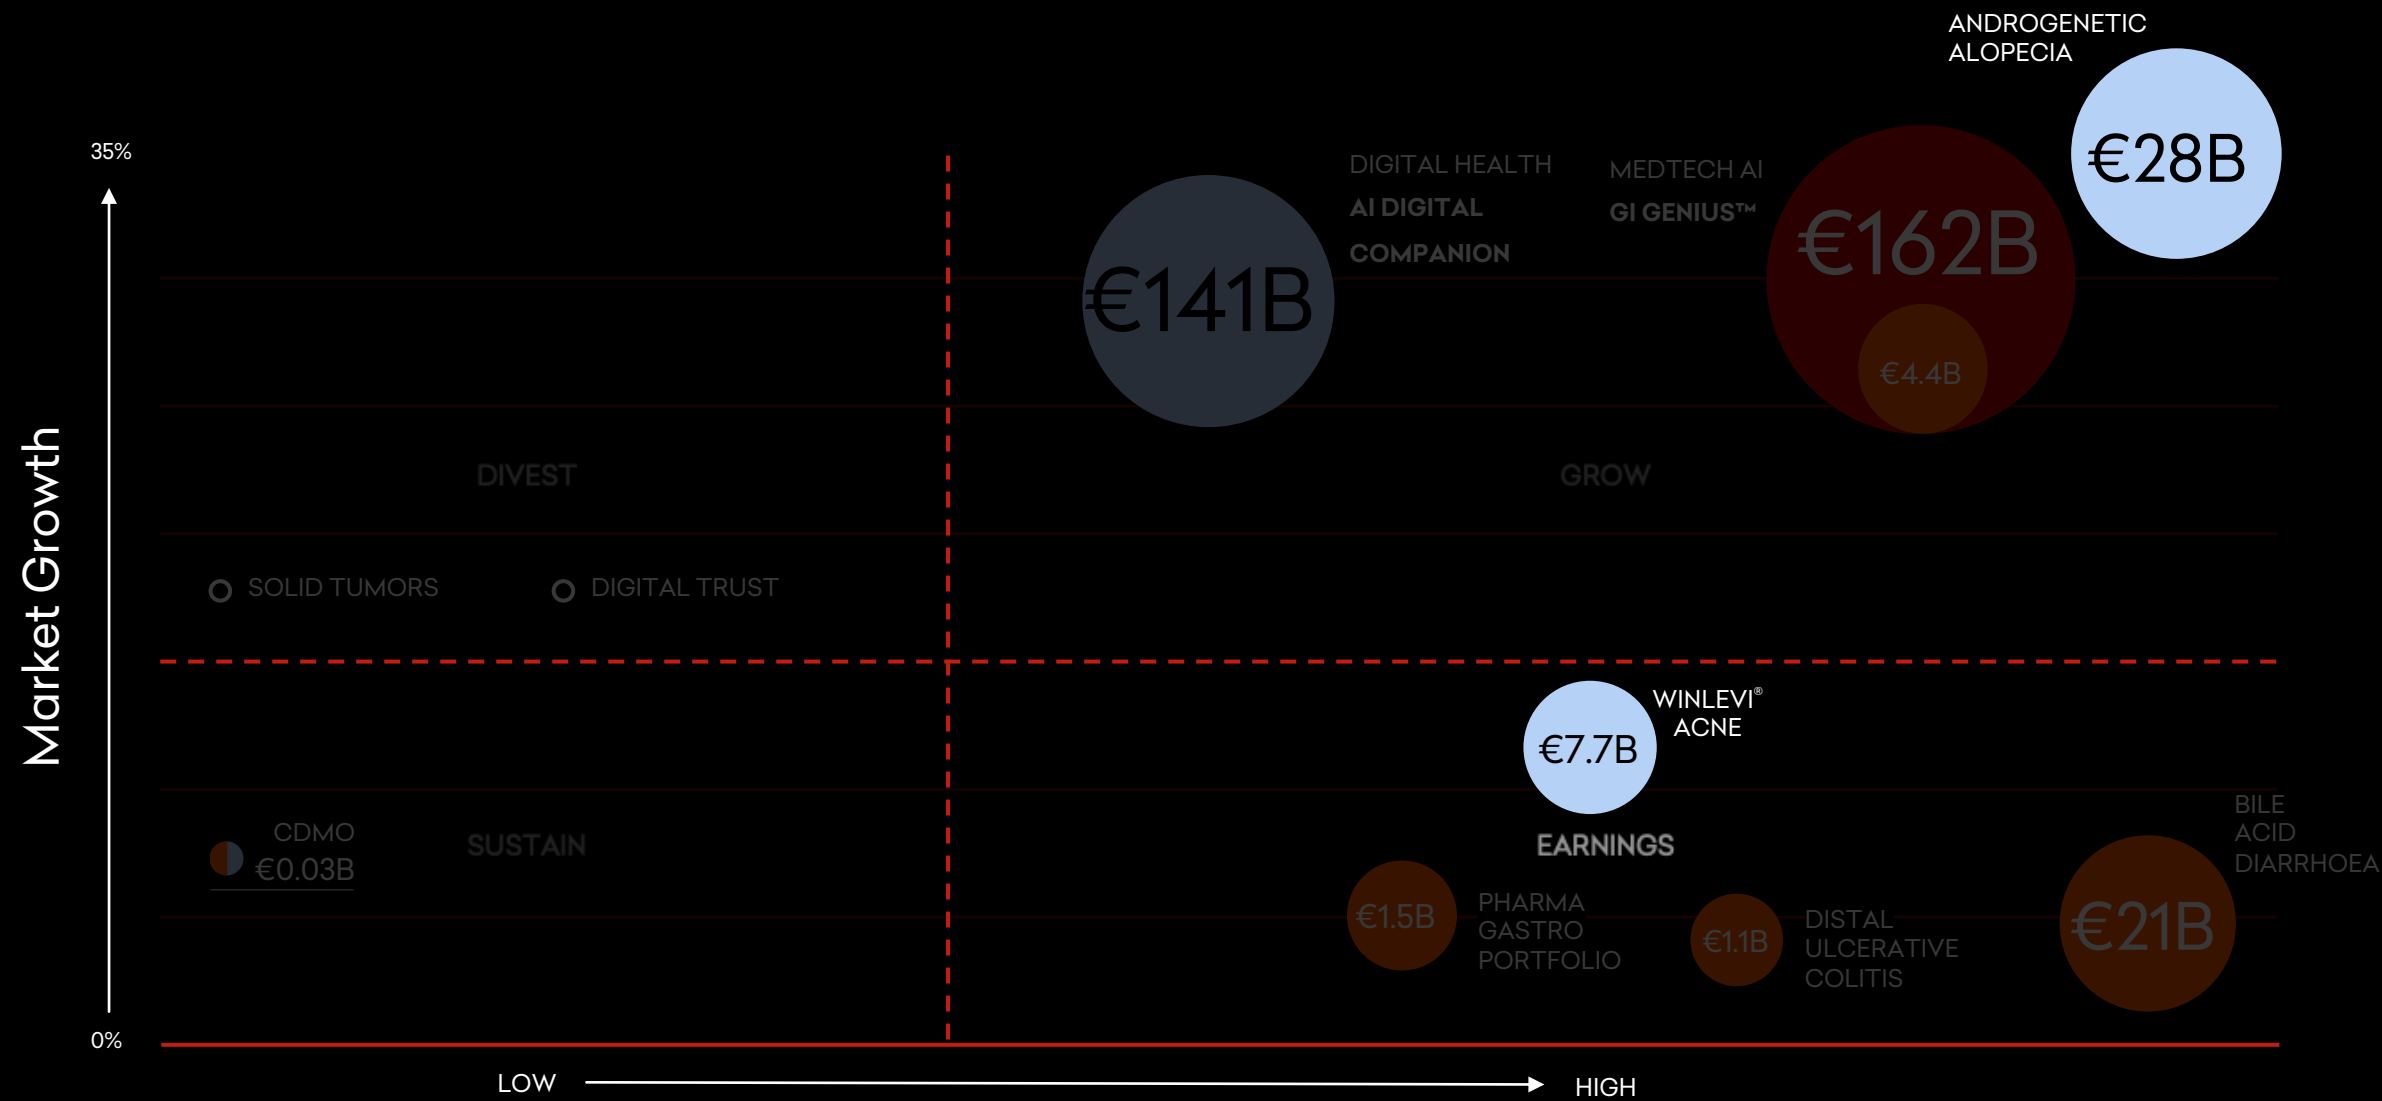 ANDROGENETIC
ALOPECIA
€28B
35%
DIGITAL HEALTH
AI DIGITAL
COMPANION
€141B
MEDTECH AI
GI GENIUS™
€162B
€4.4B
Market Growth
DIVEST
GROW
SOLID TUMORS
DIGITAL TRUST
WINLEVI®
ACNE
€7.7B
CDMO
€0.03B
SUSTAIN
EARNINGS
BILE
ACID
DIARRHOEA
€21B
€1.5B
PHARMA
GASTRO
PORTFOLIO
€1.1B
DISTAL
ULCERATIVE
COLITIS
0%
LOW
HIGH